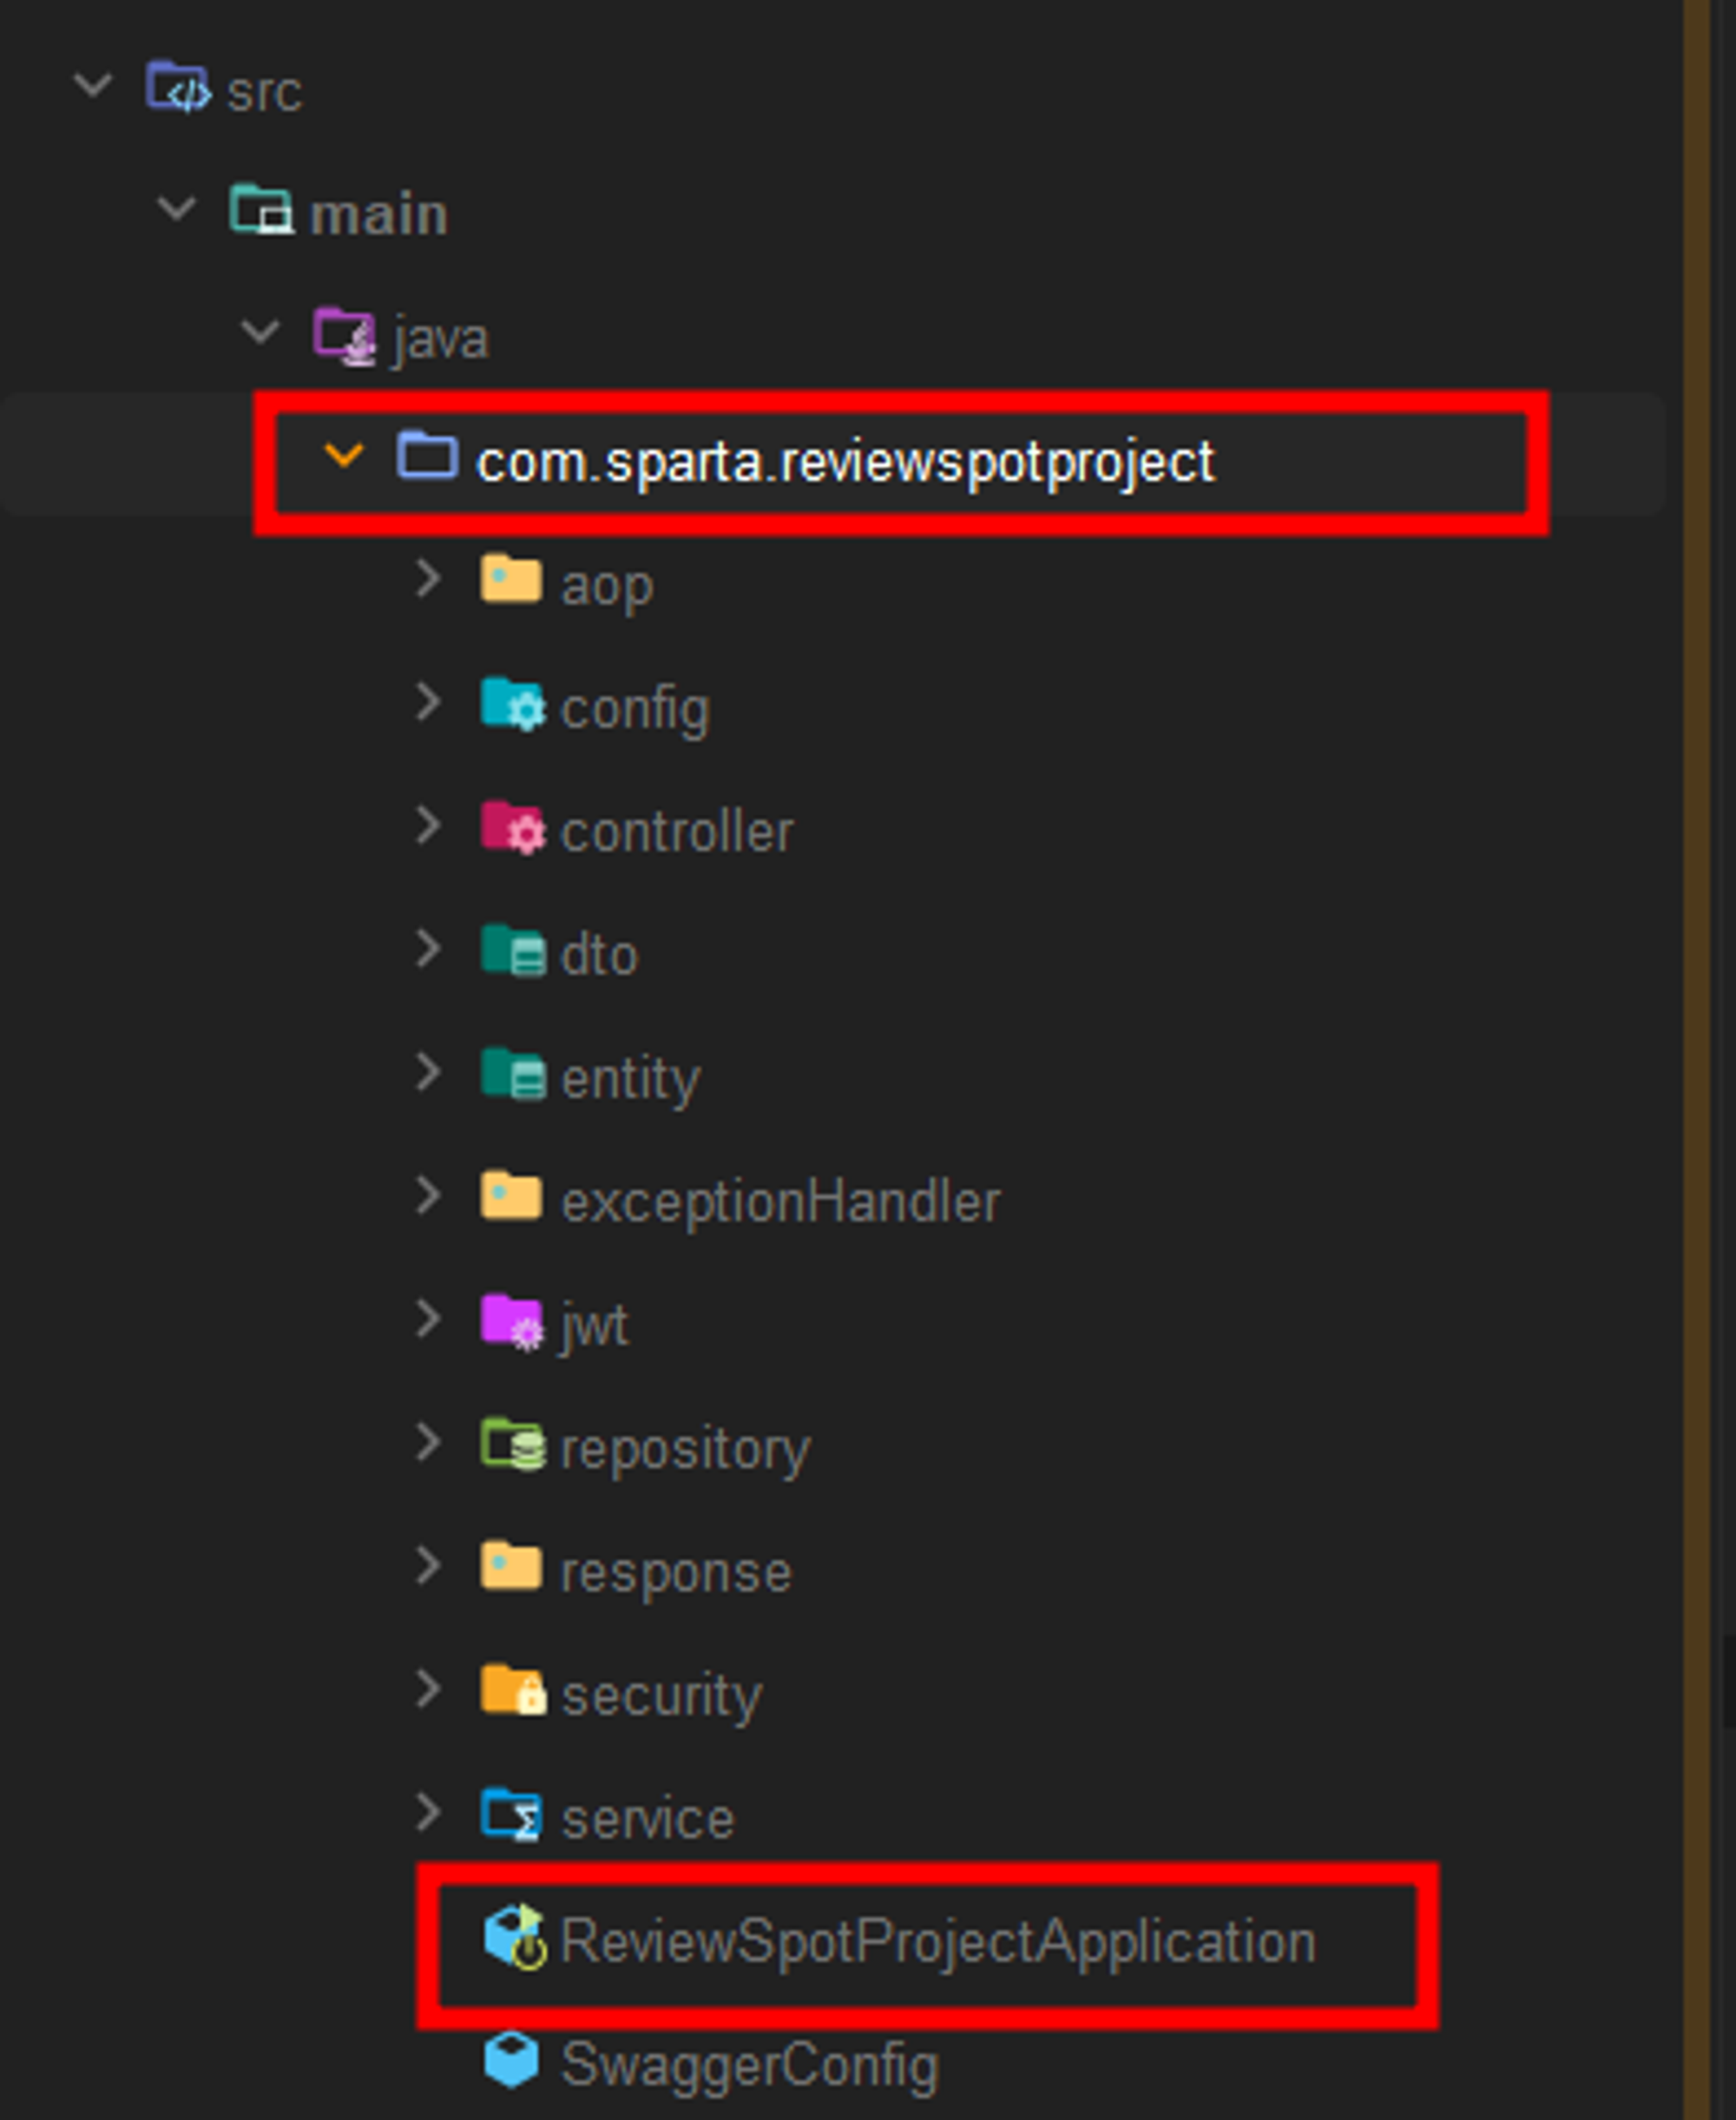 src
main
java
com.sparta.reviewspotproject
aop
config
controller
dto
entity
exceptionHandler
jwt
repository
response
security
service
ReviewSpotProjectApplication
SwaggerConfig